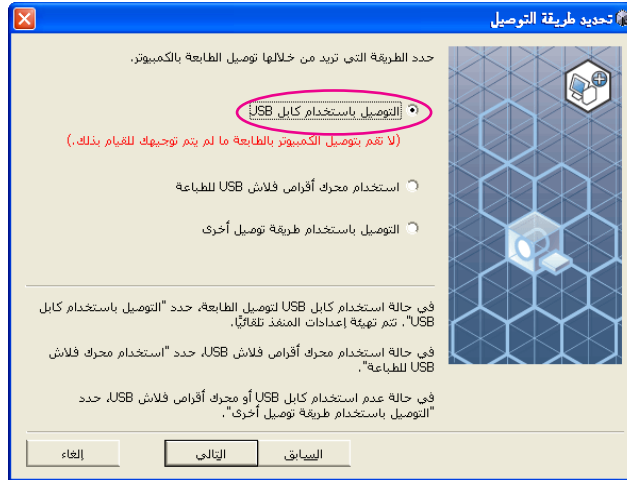 تحديد طريقة التوصيل
حدد الطريقة التي تريد من خلالها توصيل الطابعة بالكمبيوتر.
التوصيل باستخدام كابل USB
(لا تقم بتوصيل الكمبيوتر بالطابعة ما لم يتم توجيهك للقيام بذلك.)
استخدام محرك أقراص فلاش USB للطباعة
التوصيل باستخدام طريقة توصيل أخرى
في حالة استخدام كابل USB لتوصيل الطابعة، حدد "التوصيل باستخدام كابل
USB". تتم تهيئة إعدادات المنفذ تلقائيًا.
في حالة استخدام محرك أقراص فلاش USB، حدد "استخدام محرك فلاش
USB للطباعة".
في حالة عدم استخدام كابل USB أو محرك أقراص فلاش USB، حدد
"التوصيل باستخدام طريقة توصيل أخرى".
السابق التالي إلغاء